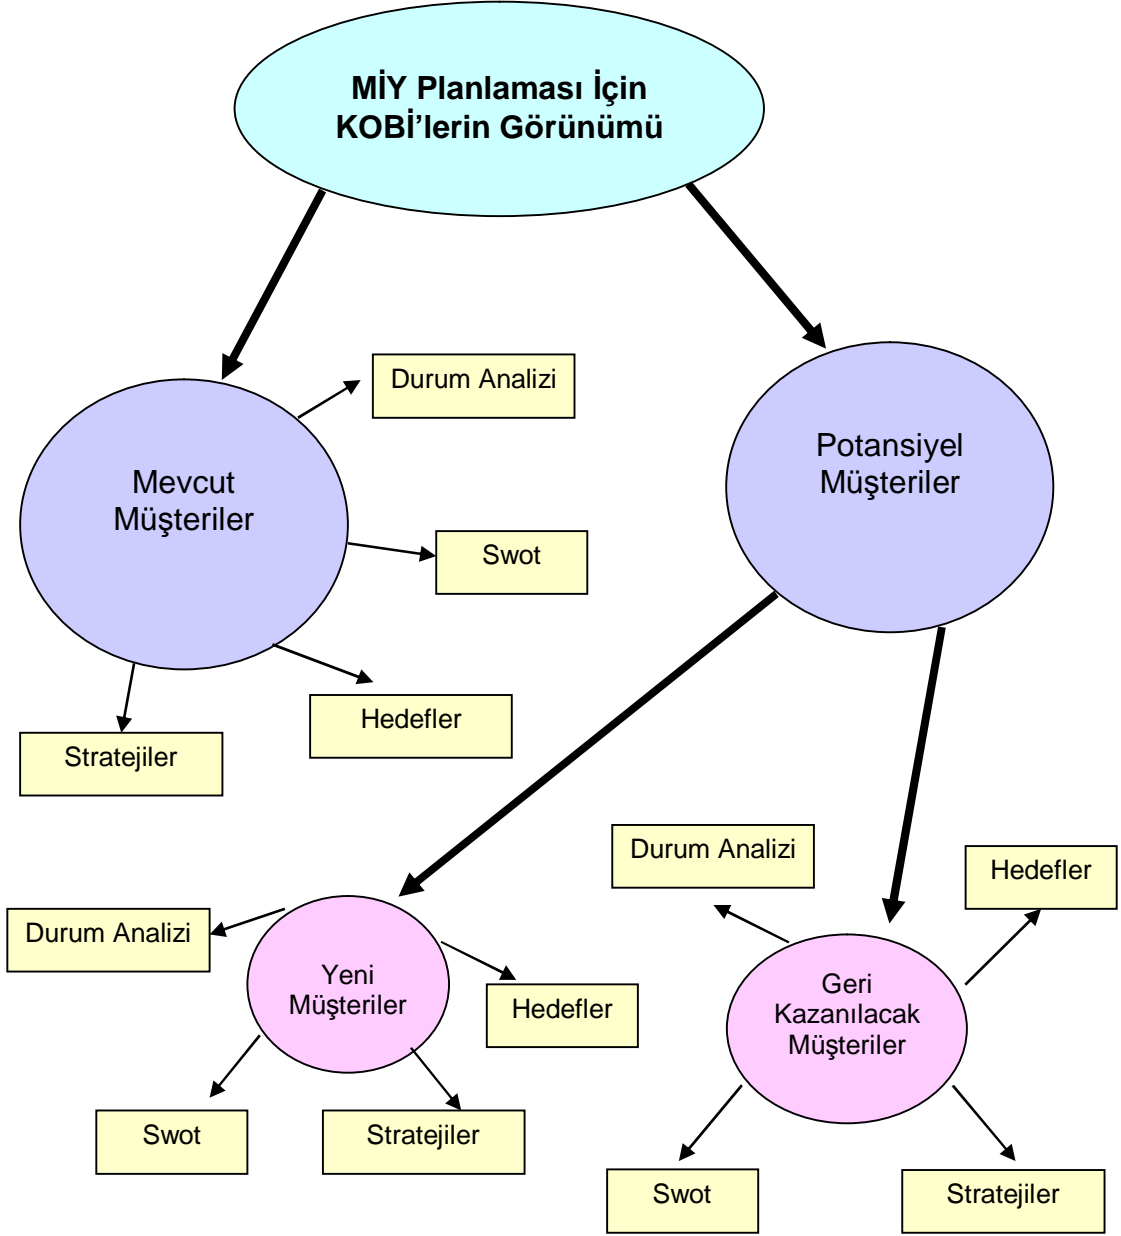 MİY Planlaması İçin
KOBİ’lerin Görünümü
Durum Analizi
Mevcut
Müşteriler
Potansiyel
Müşteriler
Swot
Hedefler
Stratejiler
Durum Analizi
Hedefler
Durum Analizi
Yeni
Müşteriler
Hedefler
Geri
Kazanılacak
Müşteriler
Swot
Stratejiler
Swot
Stratejiler